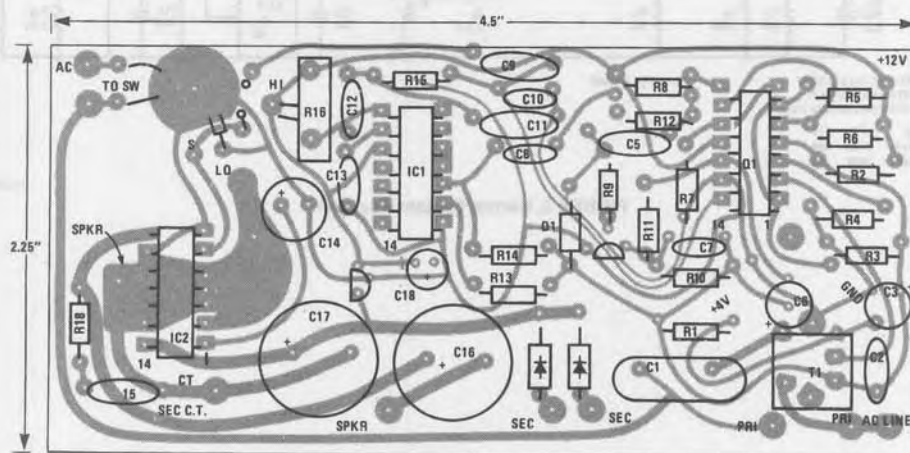 4.5"
2.25"
AC
TO SW
HI
S
LO
R16
C12
R15
C9
C10
C11
C8
IC1
14
C13
C14
R8
R12
C5
Q1
+12V
R5
R6
R2
R4
R3
14
1
R9
R11
R7
D1
C7
R10
R14
R13
C18
SPKR
R18
IC2
14
1
15
CT
SEC C.T.
C17
+
C16
+
SPKR
SEC
SEC
C1
R1
+4V
C6
+
GND
C3
C2
T1
PRI
PRI
AC LINE